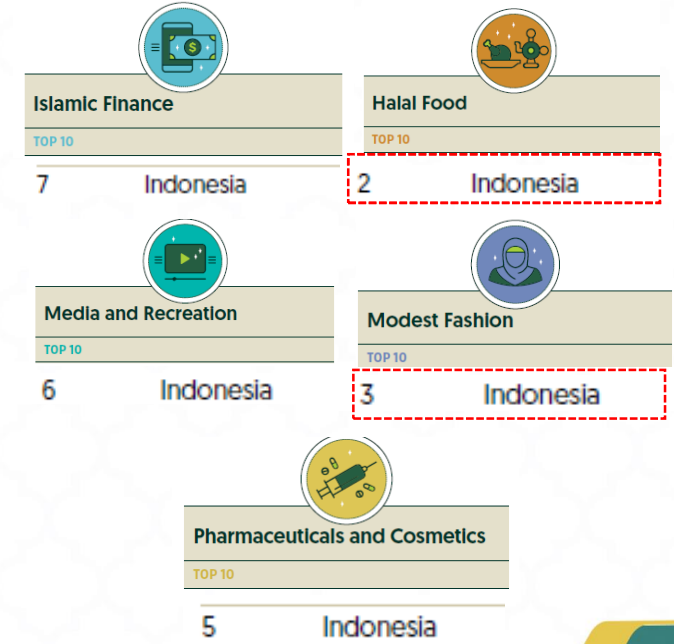 Islamic Finance
TOP 10
7 Indonesia
Halal Food
TOP 10
2 Indonesia
Media and Recreation
TOP 10
6 Indonesia
Modest Fashion
TOP 10
3 Indonesia
Pharmaceuticals and Cosmetics
TOP 10
5 Indonesia